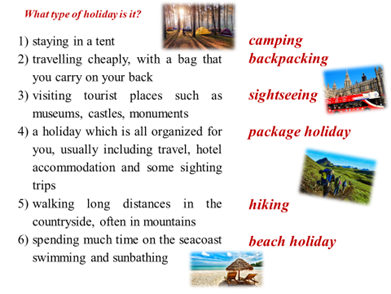 What type of holiday is it?
1) staying in a tent
camping
2) travelling cheaply, with a bag that
backpacking
you carry on your back
3) visiting tourist places such as
sightseeing
museums, castles, monuments
4) a holiday which is all organized for
package holiday
you, usually including travel, hotel
accommodation and some sighting
trips
5) walking long distances in the
hiking
countryside, often in mountains
6) spending much time on the seacoast
beach holiday
swimming and sunbathing